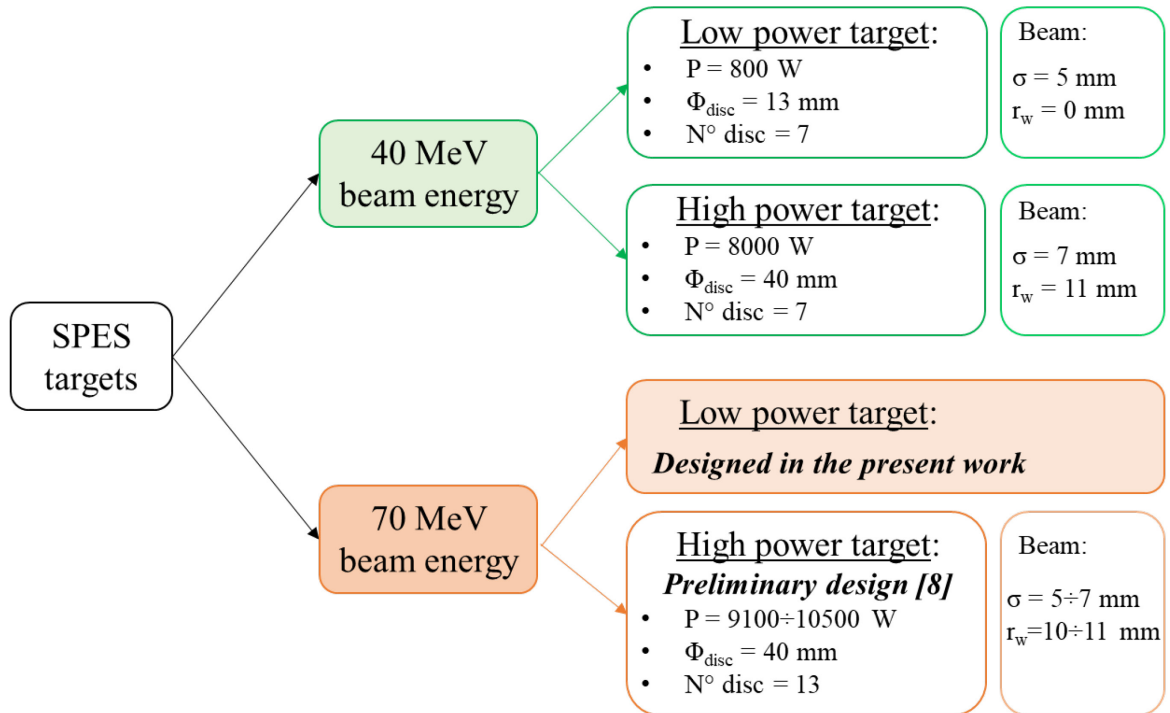 SPES
targets
40 MeV
beam energy
Low power target:
• P = 800 W
• Φdisc = 13 mm
• N° disc = 7
Beam:
σ = 5 mm
rw = 0 mm
High power target:
• P = 8000 W
• Φdisc = 40 mm
• N° disc = 7
Beam:
σ = 7 mm
rw = 11 mm
70 MeV
beam energy
Low power target:
Designed in the present work
High power target:
Preliminary design [8]
• P = 9100÷10500 W
• Φdisc = 40 mm
• N° disc = 13
Beam:
σ = 5÷7 mm
rw=10÷11 mm